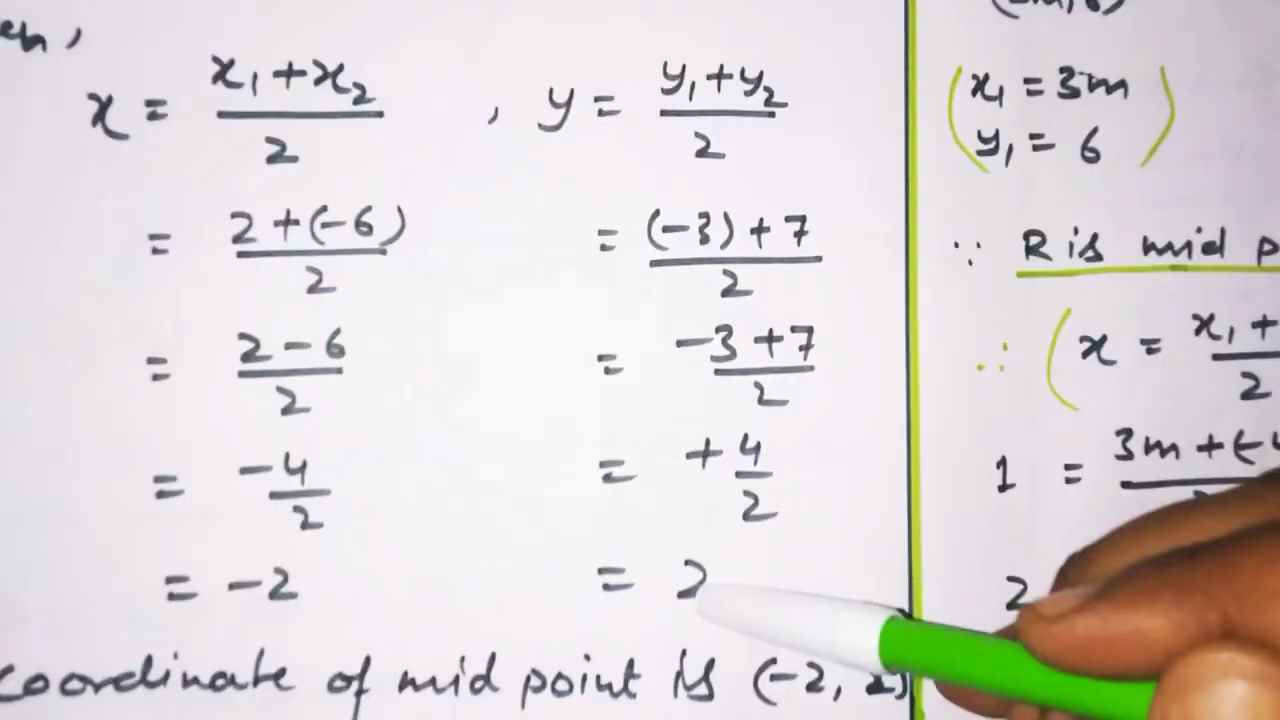 x = x₁ + x₂ / 2 , y = y₁ + y₂ / 2
= 2 + (-6) / 2 = (-3) + 7 / 2
= 2 - 6 / 2 = -3 + 7 / 2
= -4 / 2 = + 4 / 2
= -2 = 2
coordinate of mid point is (-2, 2)
x₁ = 3m
y₁ = 6
∵ R is mid
∴ ( x = x₁ + / 2
1 = 3m + (-
2